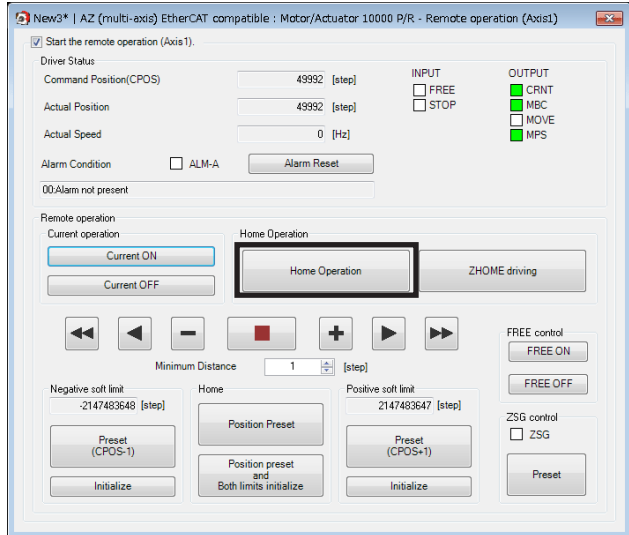 New3* | AZ (multi-axis) EtherCAT compatible : Motor/Actuator 10000 P/R - Remote operation (Axis1)
Start the remote operation (Axis1).
Driver Status
Command Position(CPOS)
49992 [step]
Actual Position
49992 [step]
Actual Speed
0 [Hz]
INPUT
FREE
STOP
OUTPUT
CRNT
MBC
MOVE
MPS
Alarm Condition
ALM-A
Alarm Reset
00:Alarm not present
Remote operation
Current operation
Current ON
Current OFF
Home Operation
Home Operation
ZHOME driving
Minimum Distance
1 [step]
FREE control
FREE ON
FREE OFF
Negative soft limit
-2147483648 [step]
Preset
(CPOS-1)
Initialize
Home
Position Preset
Position preset
and
Both limits initialize
Positive soft limit
2147483647 [step]
Preset
(CPOS+1)
Initialize
ZSG control
ZSG
Preset